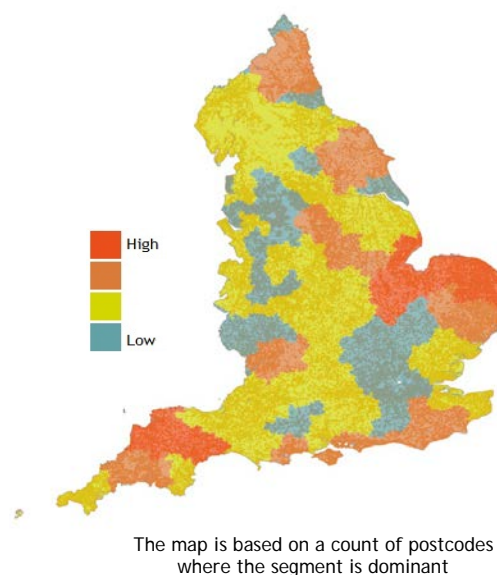 High
Low
The map is based on a count of postcodes
where the segment is dominant